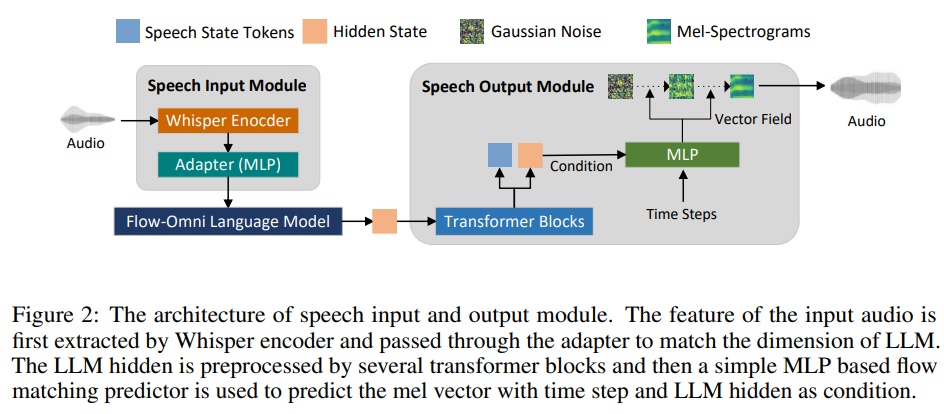 Speech State Tokens
Hidden State
Gaussian Noise
Mel-Spectrograms
Speech Input Module
Speech Output Module
Whisper Enocder
Audio
Vector Field
Audio
Adapter (MLP)
Condition
MLP
Flow-Omni Language Model
Transformer Blocks
Time Steps
Figure 2: The architecture of speech input and output module. The feature of the input audio is
first extracted by Whisper encoder and passed through the adapter to match the dimension of LLM.
The LLM hidden is preprocessed by several transformer blocks and then a simple MLP based flow
matching predictor is used to predict the mel vector with time step and LLM hidden as condition.